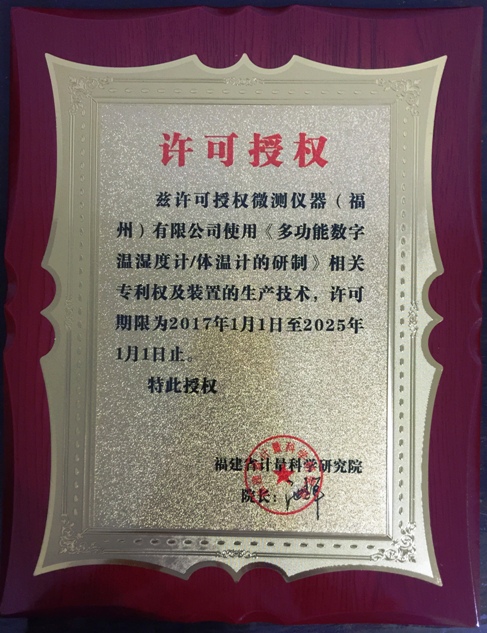 许可授权
兹许可授权微测仪器（福
州）有限公司使用《多功能数字
温湿度计/体温计的研制》相关
专利权及装置的生产技术，许可
期限为2017年1月1日至2025年
1月1日止。
特此授权
福建省计量科学研究院
院长：